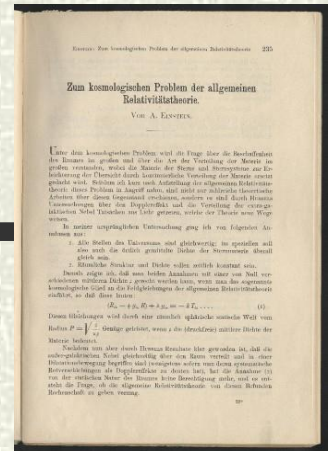 Einstein: Zum kosmologischen Problem der allgemeinen Relativitätstheorie 235
Zum kosmologischen Problem der allgemeinen
Relativitätstheorie.
Von A. Einstein.
Unter dem kosmologischen Problem wird die Frage über die Beschaffenheit
des Raumes im großen und über die Art der Verteilung der Materie im
großen verstanden, wobei die Materie der Sterne und Sternsysteme zur Er-
leichterung der Übersicht durch kontinuierliche Verteilung der Materie ersetzt
gedacht wird. Seitdem ich kurz nach Aufstellung der allgemeinen Relativitäts-
theorie dieses Problem in Angriff nahm, sind nicht nur zahlreiche theoretische
Arbeiten über diesen Gegenstand erschienen, sondern es sind durch Hubbels
Untersuchungen über den Dopplereffekt und die Verteilung der extraga-
laktischen Nebel Tatsachen ans Licht getreten, welche der Theorie neue Wege
weisen.
In meiner ursprünglichen Untersuchung ging ich von folgenden An-
nahmen aus:
1. Alle Stellen des Universums sind gleichwertig; im speziellen soll
also auch die örtlich gemittelte Dichte der Sternmaterie überall
gleich sein.
2. Räumliche Struktur und Dichte sollen zeitlich konstant sein.
Damals zeigte ich, daß man beiden Annahmen mit einer von Null ver-
schiedenen mittleren Dichte ρ gerecht werden kann, wenn man das sogenannte
kosmologische Glied in die Feldgleichungen der allgemeinen Relativitätstheorie
einführt, so daß diese lauten:
Diesen Gleichungen wird durch eine räumlich sphärische statische Welt vom
Radius P = Genüge geleistet, wenn ρ die (druckfreie) mittlere Dichte der
Materie bedeutet.
Nachdem nun aber durch Hubbels Resultate klar geworden ist, daß die
außer-galaktischen Nebel gleichmäßig über den Raum verteilt und in einer
Dilatationsbewegung begriffen sind (wenigstens sofern man deren systematische
Rotverschiebungen als Dopplereffekte zu deuten hat), hat die Annahme (2)
von der statischen Natur des Raumes keine Berechtigung mehr, und es ent-
steht die Frage, ob die allgemeine Relativitätstheorie von diesen Befunden
Rechenschaft zu geben vermag.